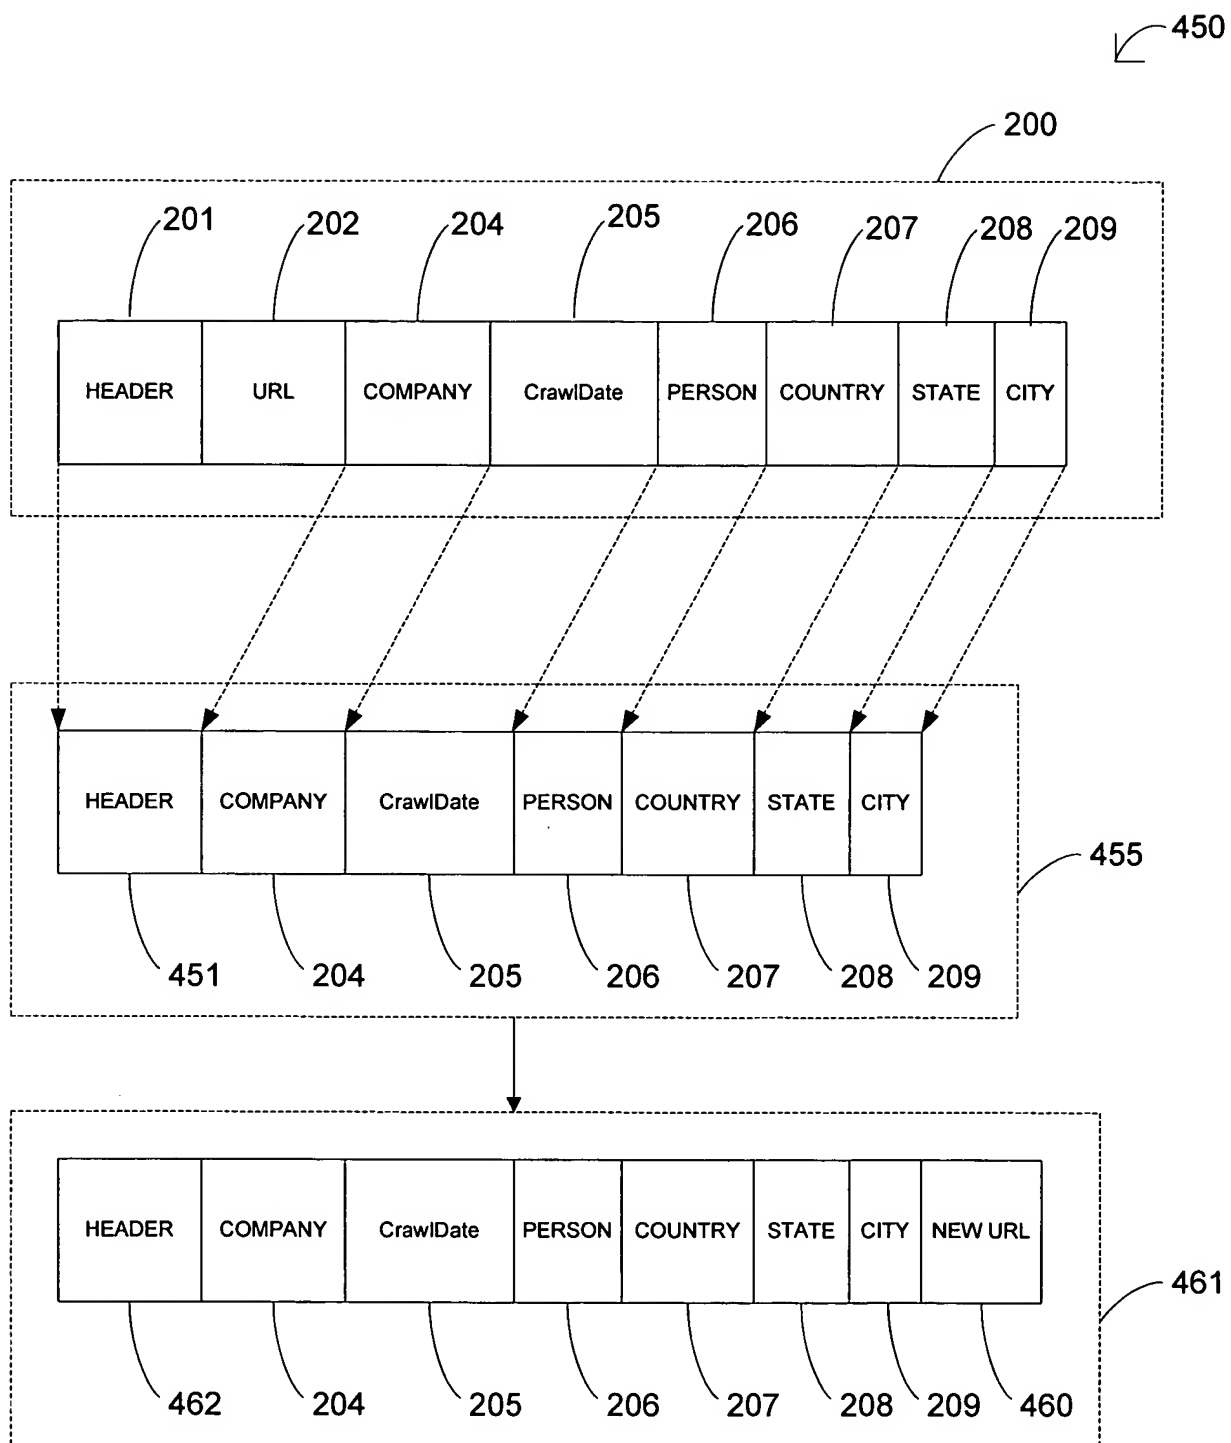 450
200
201 202 204 205 206 207 208 209
HEADER URL COMPANY CrawlDate PERSON COUNTRY STATE CITY
HEADER COMPANY CrawlDate PERSON COUNTRY STATE CITY
455
451 204 205 206 207 208 209
HEADER COMPANY CrawlDate PERSON COUNTRY STATE CITY NEW URL
461
462 204 205 206 207 208 209 460